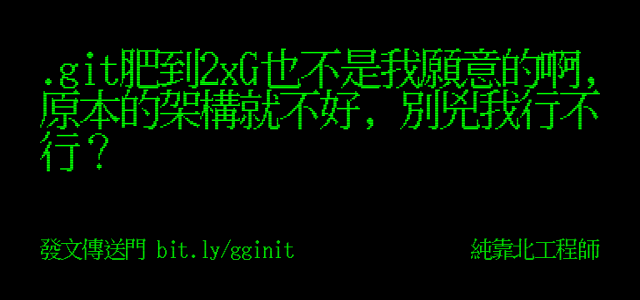 .git肥到2xG也不是我願意的啊,
原本的架構就不好, 別兇我行不
行?
發文傳送門 bit.ly/gginit
純靠北工程師